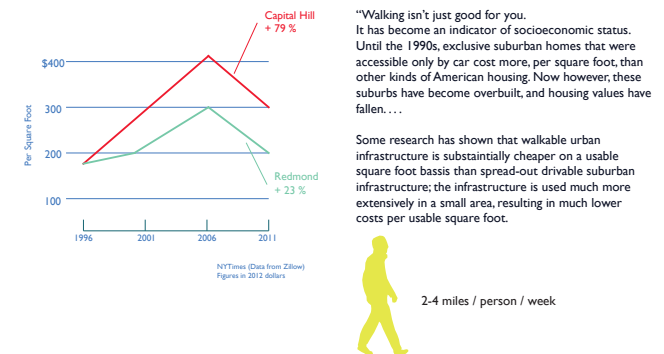 Capital Hill
+ 79 %
$400
300
200
100
Per Square Foot
Redmond
+ 23 %
1996
2001
2006
2011
NYTimes (Data from Zillow)
Figures in 2012 dollars
“Walking isn’t just good for you.
It has become an indicator of socioeconomic status.
Until the 1990s, exclusive suburban homes that were
accessible only by car cost more, per square foot, than
other kinds of American housing. Now however, these
suburbs have become overbuilt, and housing values have
fallen. . . .
Some research has shown that walkable urban
infrastructure is substaintially cheaper on a usable
square foot bassis than spread-out drivable suburban
infrastructure; the infrastructure is used much more
extensively in a small area, resulting in much lower
costs per usable square foot.
2-4 miles / person / week